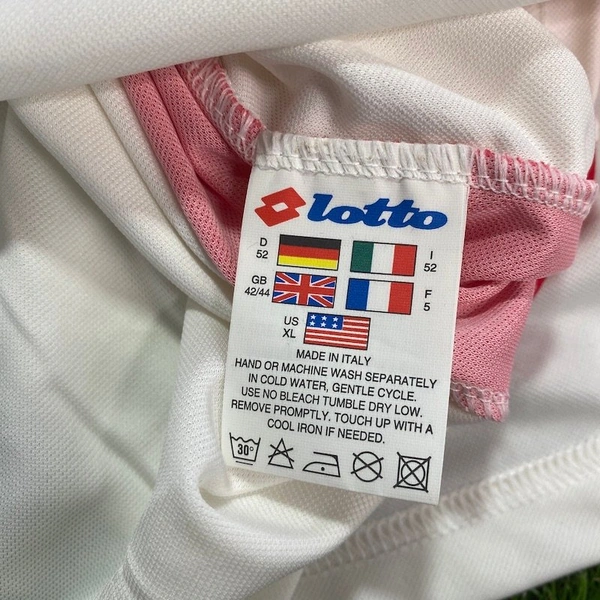 lotto
D 52
I 52
GB 42/44
F 5
US XL
MADE IN ITALY
HAND OR MACHINE WASH SEPARATELY
IN COLD WATER, GENTLE CYCLE.
USE NO BLEACH TUMBLE DRY LOW.
REMOVE PROMPTLY. TOUCH UP WITH A
COOL IRON IF NEEDED.
30°